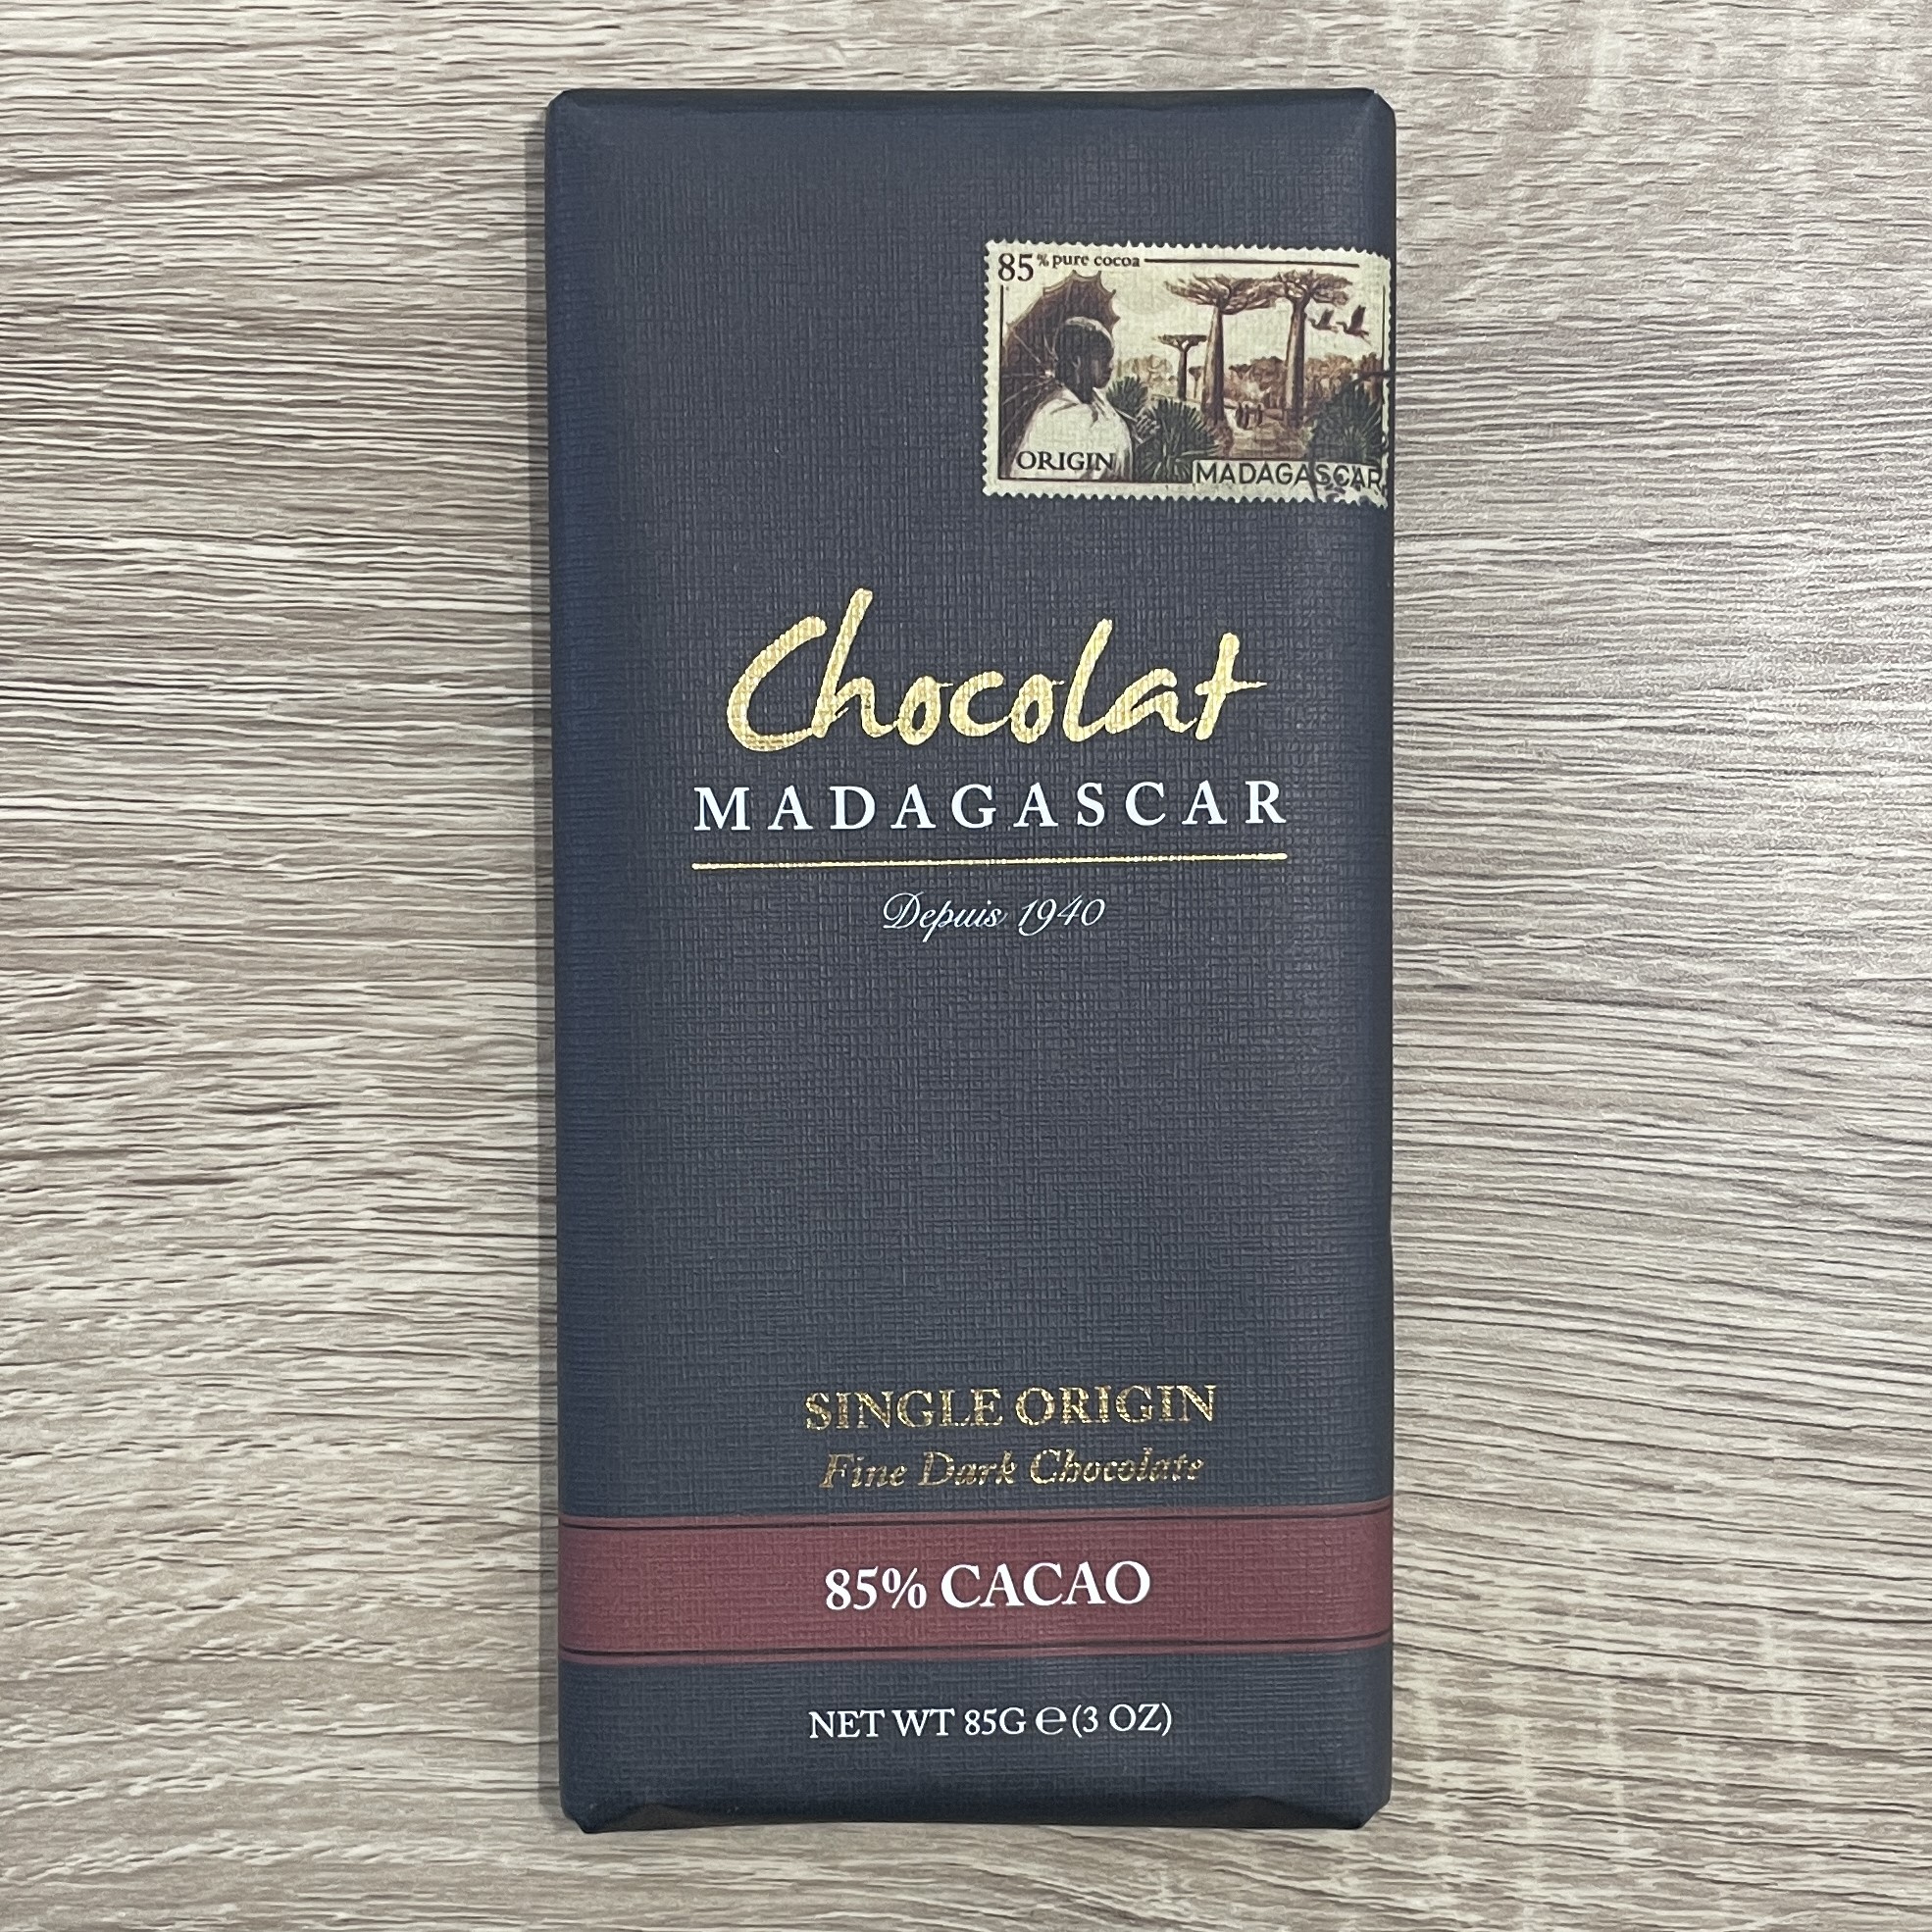 85% pure cocoa
ORIGIN
MADAGASCAR
Chocolat
MADAGASCAR
Depuis 1940
SINGLE ORIGIN
Fine Dark Chocolate
85% CACAO
NET WT 85G ℮ (3 OZ)